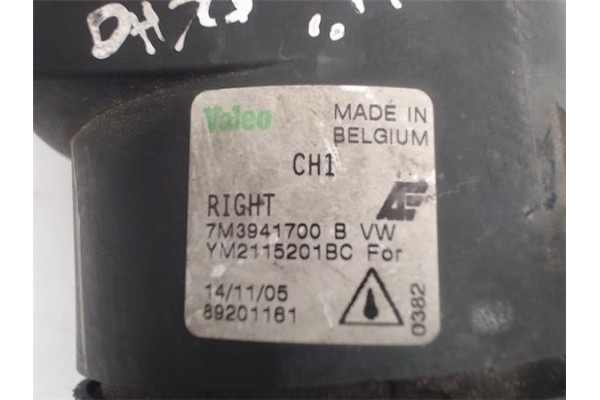 Valeo
MADE IN
BELGIUM
CH1
RIGHT
7M3941700 B VW
YM2115201BC For
14/11/05
89201161
0382